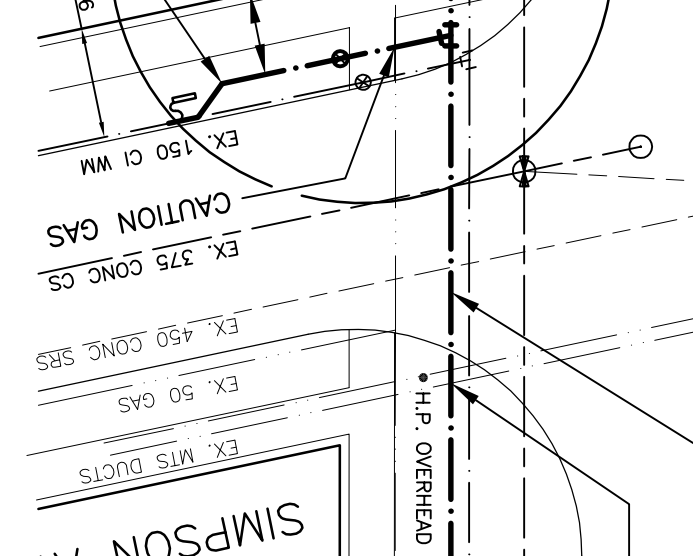 EX. 150 CI WM
CAUTION GAS
EX. 375 CONC CS
EX. 450 CONC SRS
EX. 50 GAS
EX. MTS DUCTS
H.P. OVERHEAD
SIMPSON